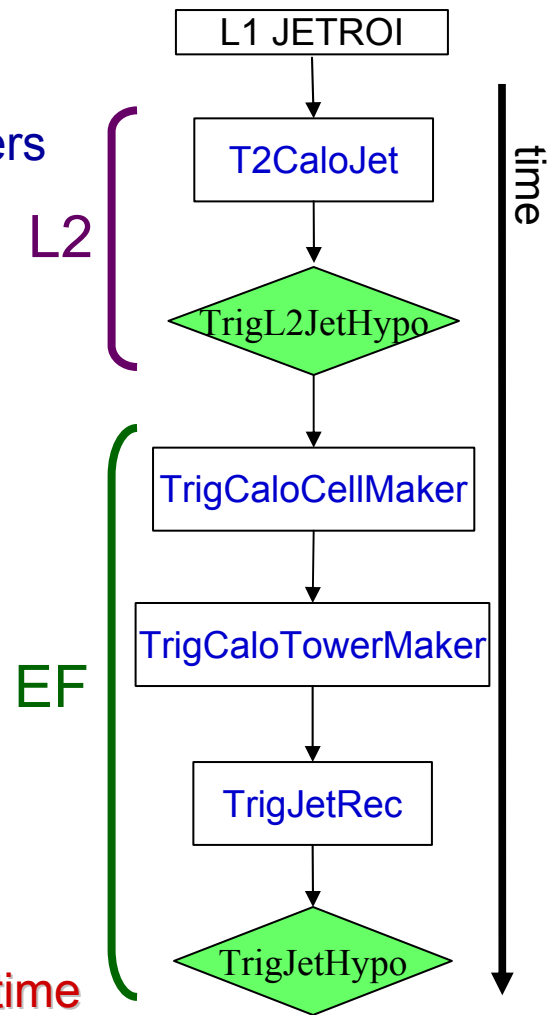 L1 JETROI
ers
T2CaloJet
time
L2
TrigL2JetHypo
TrigCaloCellMaker
TrigCaloTowerMaker
EF
TrigJetRec
TrigJetHypo
time